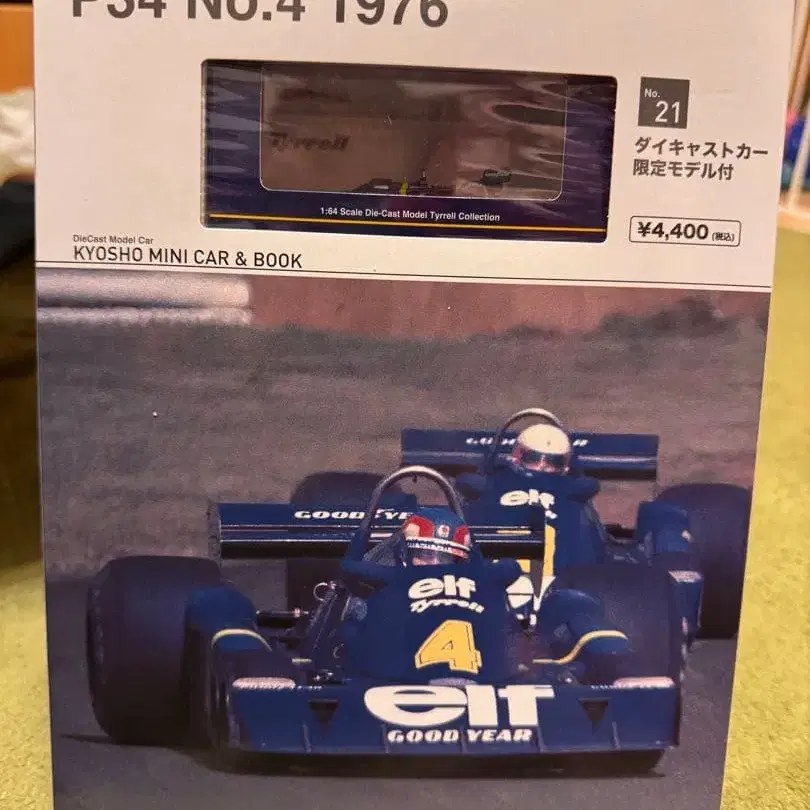 P34 No.4 1976
No.
21
Tyrrell
ダイキャストカー
限定モデル付
1:64 Scale Die-Cast Model Tyrrell Collection
¥4,400 (税込)
DieCast Model Car
KYOSHO MINI CAR & BOOK
elf
GOODYE
elf
Tyrrell
4
elf
GOOD YEAR